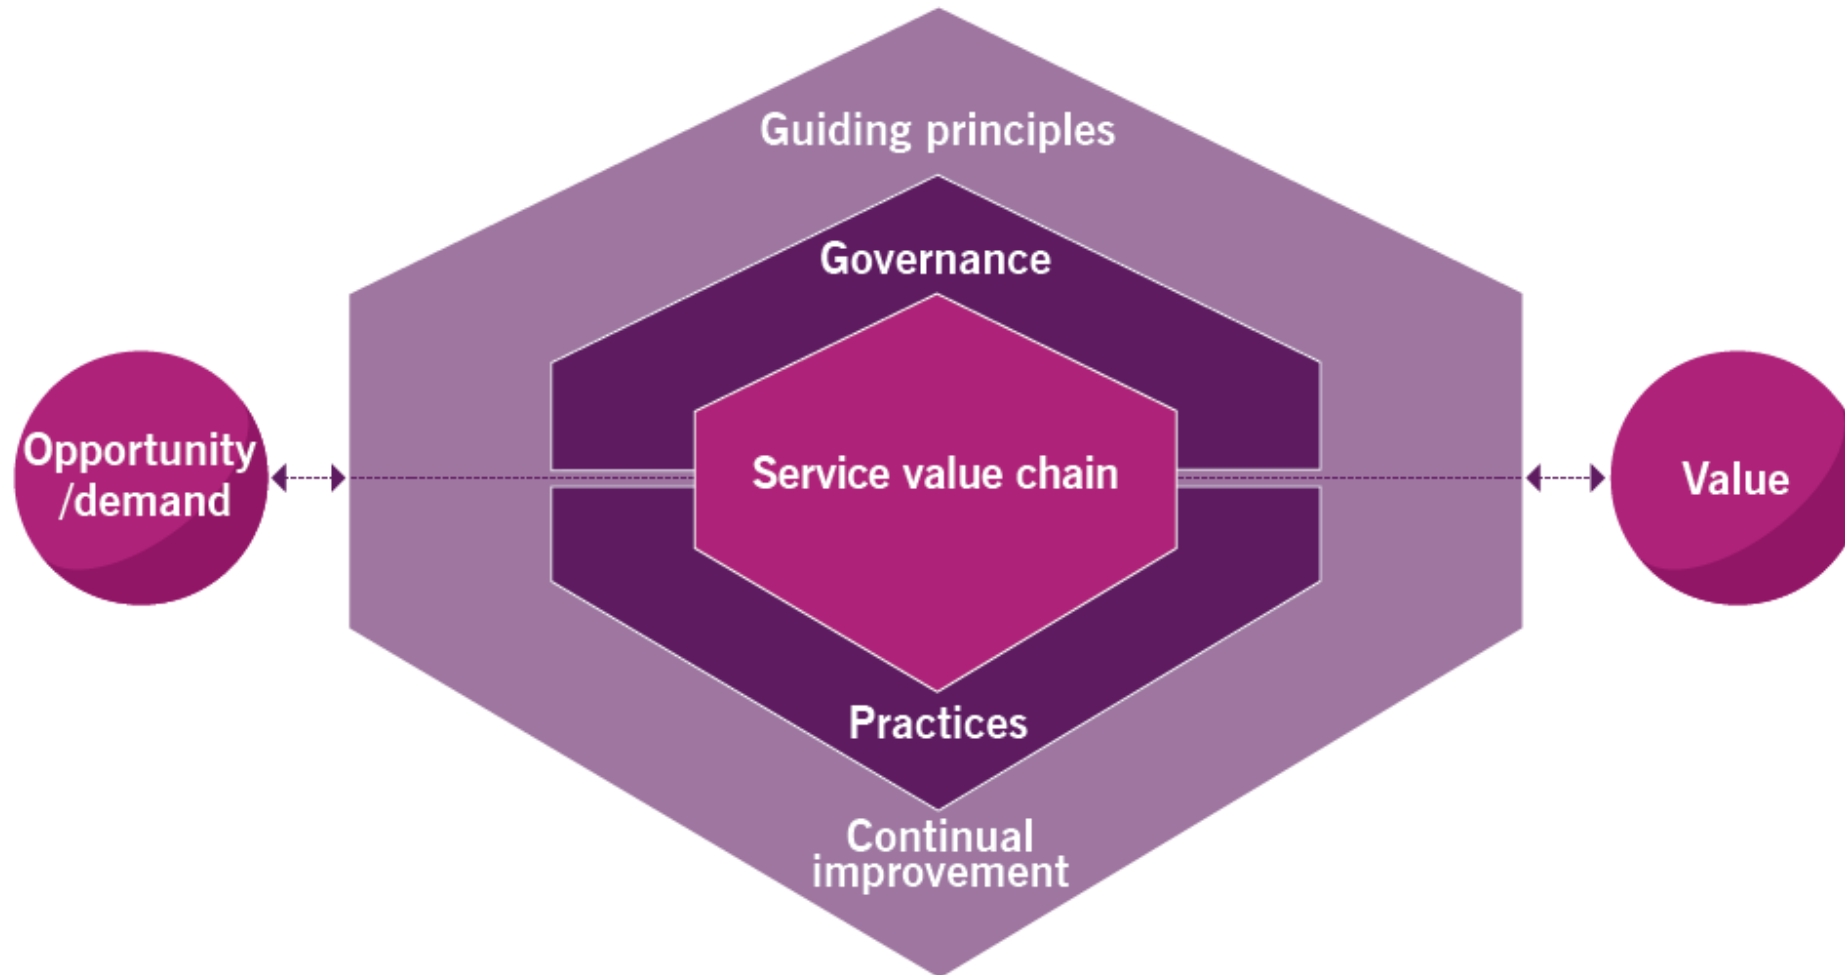 Guiding principles
Governance
Opportunity
/demand
Service value chain
Value
Practices
Continual
improvement